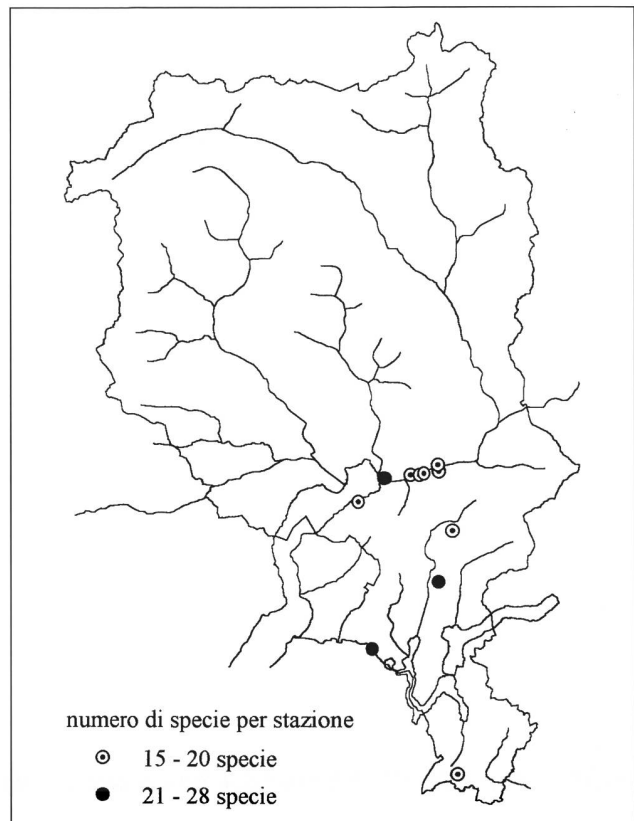 numero di specie per stazione
15 - 20 specie
21 - 28 specie